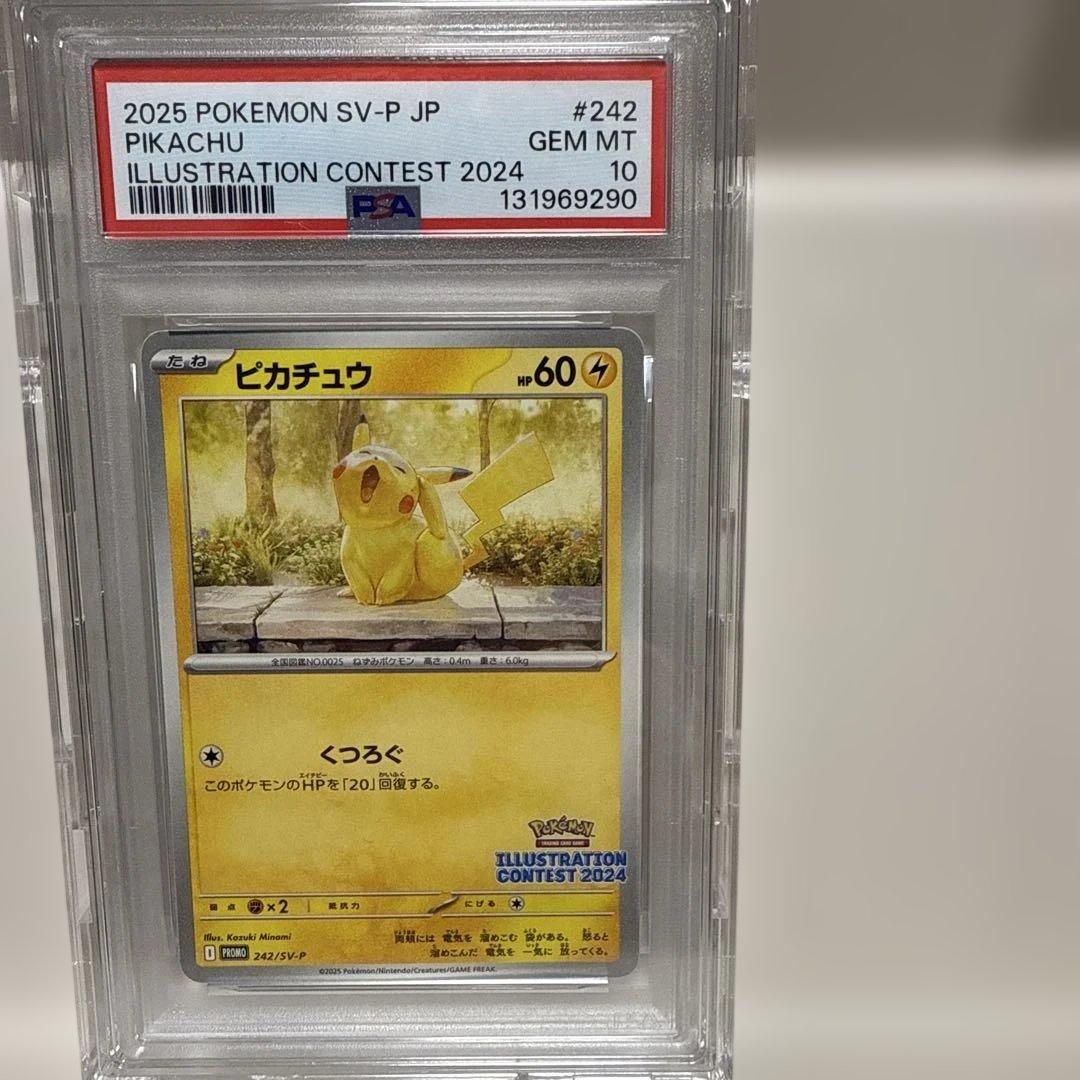 2025 POKEMON SV-P JP #242
PIKACHU GEM MT
ILLUSTRATION CONTEST 2024 10
PSA 131969290
たね ピカチュウ HP60
全国図鑑NO.0025 ねずみポケモン 高さ:0.4m 重さ:6.0kg
くつろぐ
このポケモンのHPを「20」回復する。
POKéMON
TRADING CARD GAME
ILLUSTRATION
CONTEST 2024
弱点 ×2 抵抗力 にげる
Illus. Kazuki Minami
両頬には 電気を 溜めこむ 袋がある。 怒ると
溜めこんだ 電気を 一気に 放ってくる。
PROMO 242/SV-P
©2025 Pokémon/Nintendo/Creatures/GAME FREAK.